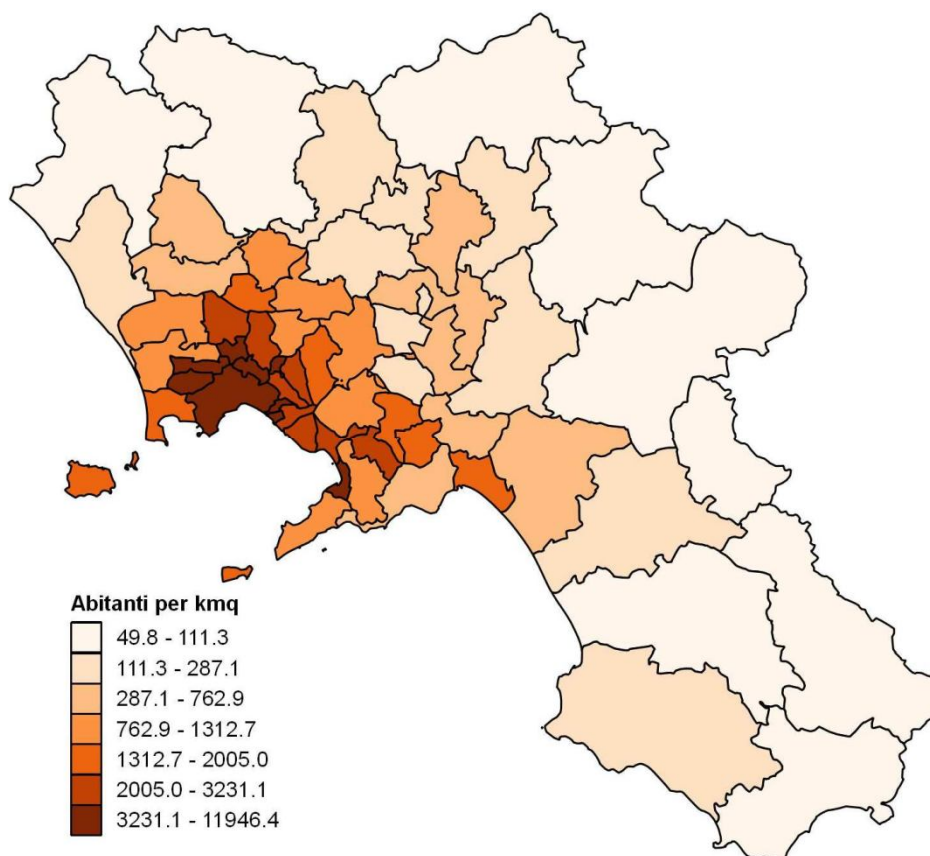 Abitanti per kmq
49.8 - 111.3
111.3 - 287.1
287.1 - 762.9
762.9 - 1312.7
1312.7 - 2005.0
2005.0 - 3231.1
3231.1 - 11946.4